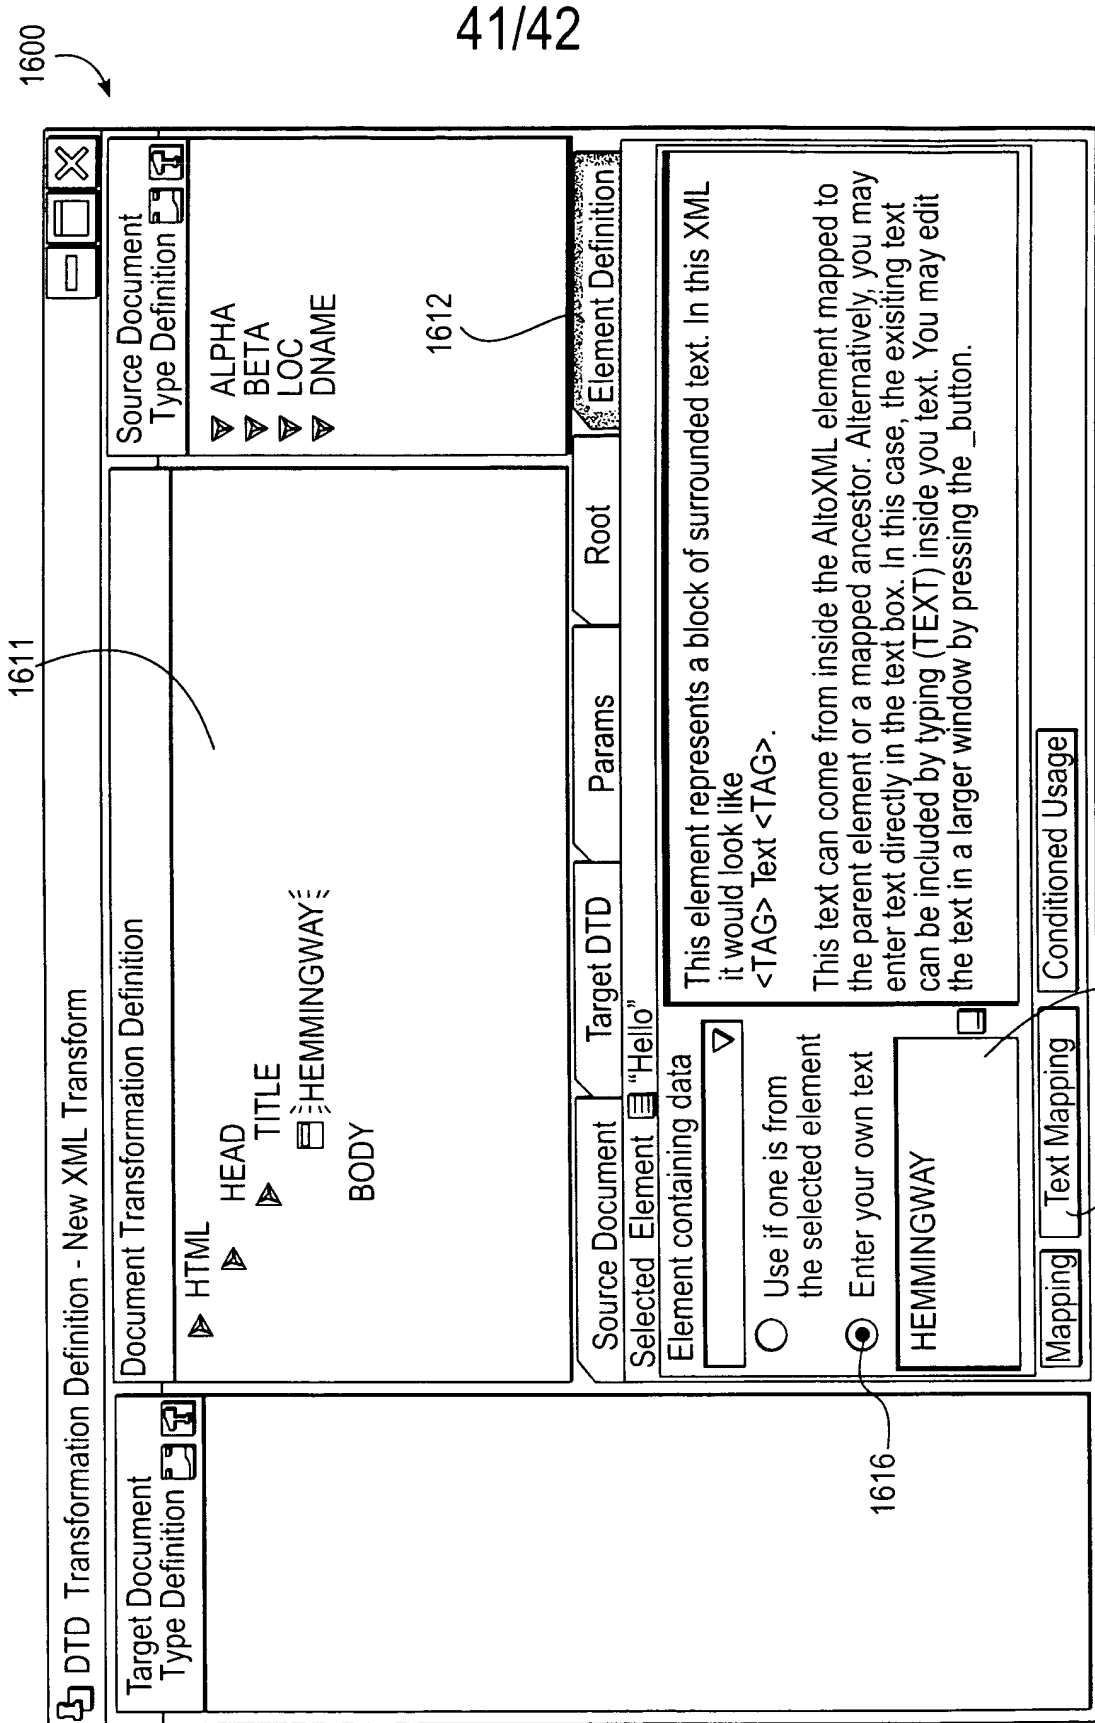 41/42
1600
1611
DTD Transformation Definition - New XML Transform
Target Document
Type Definition
Document Transformation Definition
HTML
HEAD
TITLE
HEMMINGWAY
BODY
Source Document
Type Definition
ALPHA
BETA
LOC
DNAME
1612
Source Document
Target DTD
Params
Root
Element Definition
Selected Element "Hello"
Element containing data
Use if one is from
the selected element
1616
Enter your own text
HEMMINGWAY
This element represents a block of surrounded text. In this XML
it would look like
<TAG> Text <TAG>.
This text can come from inside the AltoXML element mapped to
the parent element or a mapped ancestor. Alternatively, you may
enter text directly in the text box. In this case, the exisiting text
can be included by typing (TEXT) inside you text. You may edit
the text in a larger window by pressing the _button.
Mapping
Text Mapping
Conditioned Usage